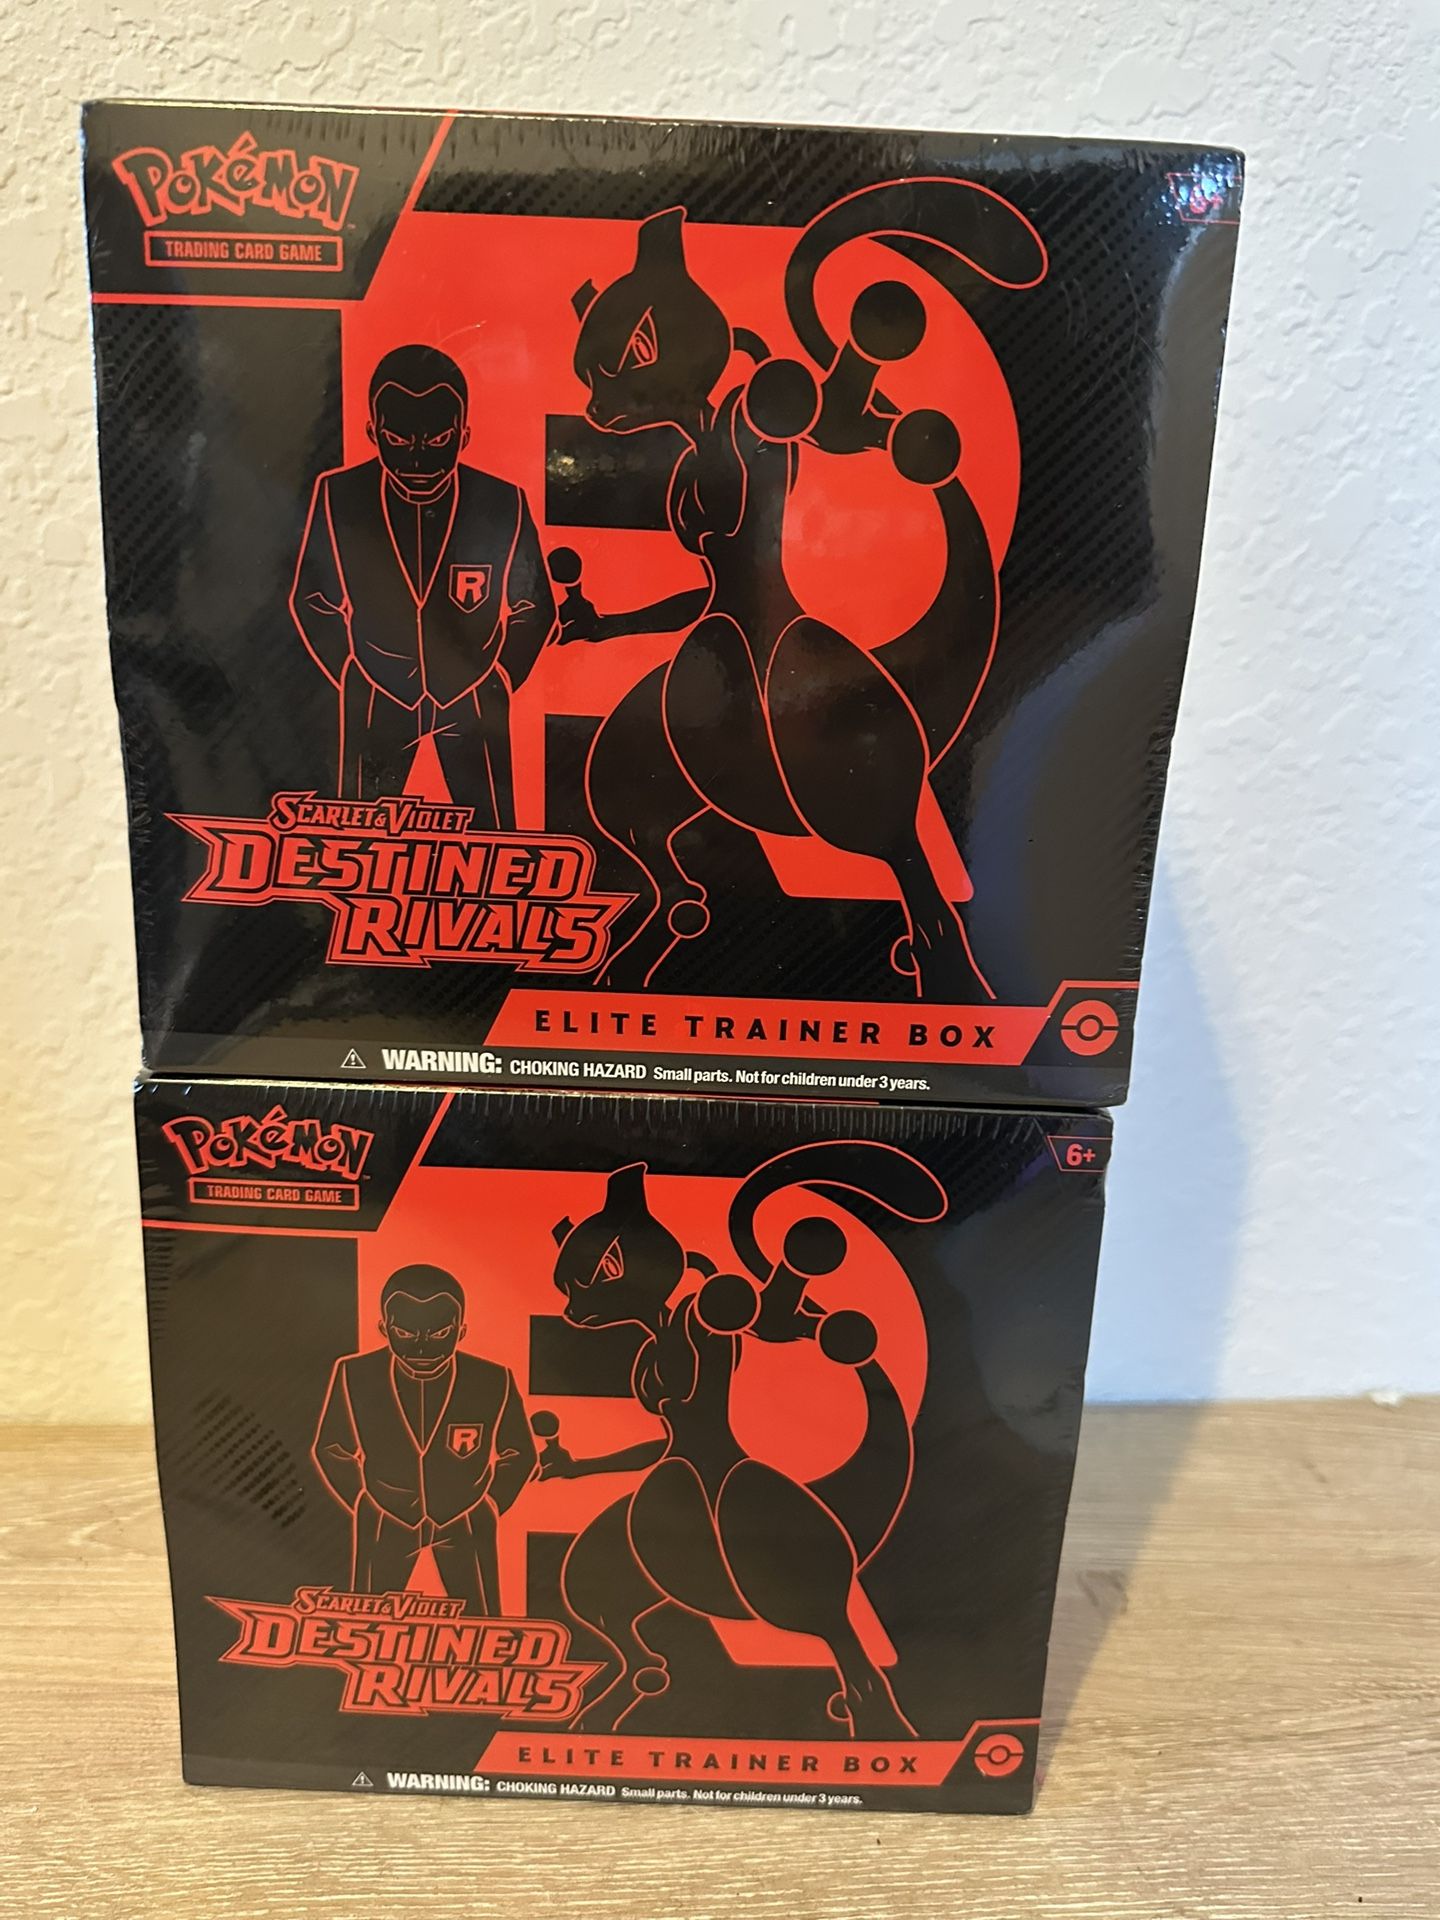 POKéMON™
TRADING CARD GAME
6+
R
SCARLET & VIOLET
DESTINED
RIVALS
ELITE TRAINER BOX
WARNING: CHOKING HAZARD Small parts. Not for children under 3 years.
POKéMON™
TRADING CARD GAME
6+
R
SCARLET & VIOLET
DESTINED
RIVALS
ELITE TRAINER BOX
WARNING: CHOKING HAZARD Small parts. Not for children under 3 years.